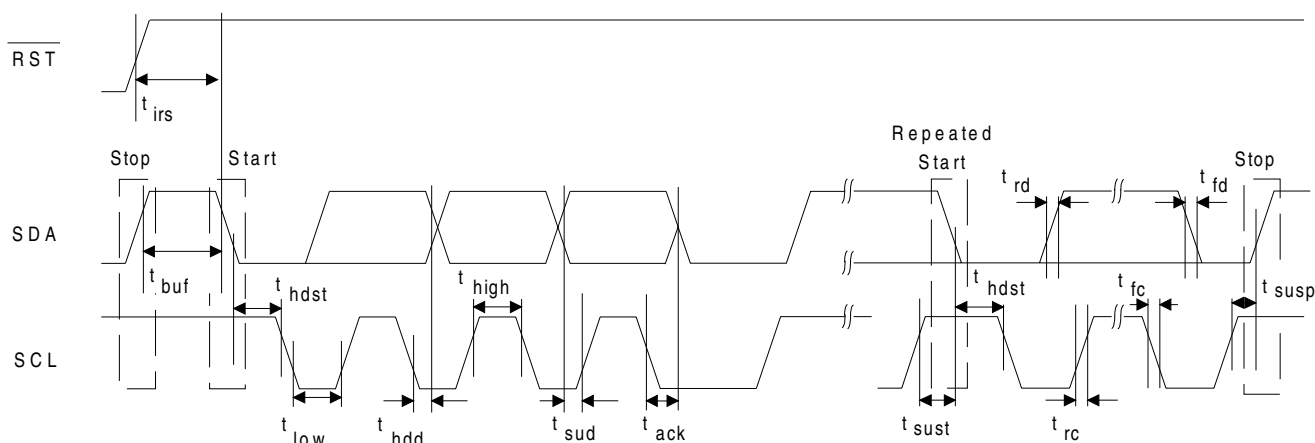 RST
t irs
Repeated
Stop Start Start Stop
t rd t fd
SDA
t buf t hdst t high t hdst t fc t susp
SCL
t low t hdd t sud t ack t sust t rc